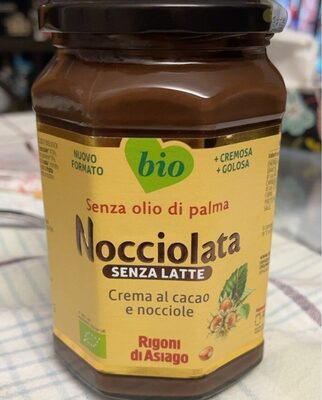 bio
NUOVO
FORMATO
+ CREMOSA
+ GOLOSA
Senza olio di palma
Nocciolata
SENZA LATTE
Crema al cacao
e nocciole
Rigoni
di Asiago